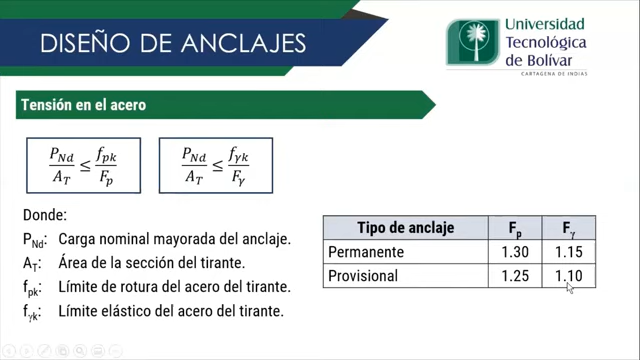 DISEÑO DE ANCLAJES
Universidad
Tecnológica
de Bolívar
CARTAGENA DE INDIAS
Tensión en el acero
P_Nd / A_T ≤ f_pk / F_p
P_Nd / A_T ≤ f_γk / F_γ
Donde:
P_Nd: Carga nominal mayorada del anclaje.
A_T: Área de la sección del tirante.
f_pk: Límite de rotura del acero del tirante.
f_γk: Límite elástico del acero del tirante.
Tipo de anclaje F_p F_γ
Permanente 1.30 1.15
Provisional 1.25 1.10